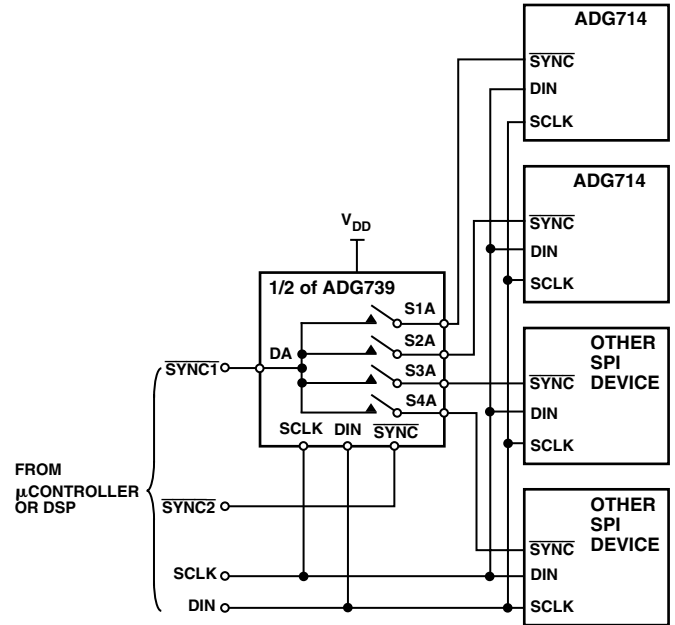 ADG714
SYNC
DIN
SCLK
ADG714
SYNC
DIN
SCLK
VDD
1/2 of ADG739
S1A
S2A
DA
S3A
S4A
SCLK DIN SYNC
SYNC1
OTHER
SPI
DEVICE
SYNC
DIN
SCLK
FROM
μCONTROLLER
OR DSP
SYNC2
SCLK
DIN
OTHER
SPI
DEVICE
SYNC
DIN
SCLK